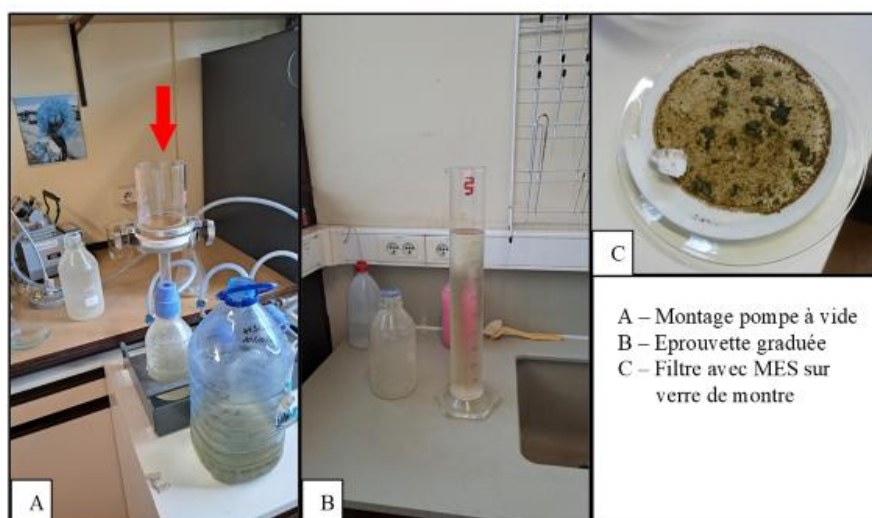 A
B
C
A – Montage pompe à vide
B – Eprouvette graduée
C – Filtre avec MES sur
verre de montre